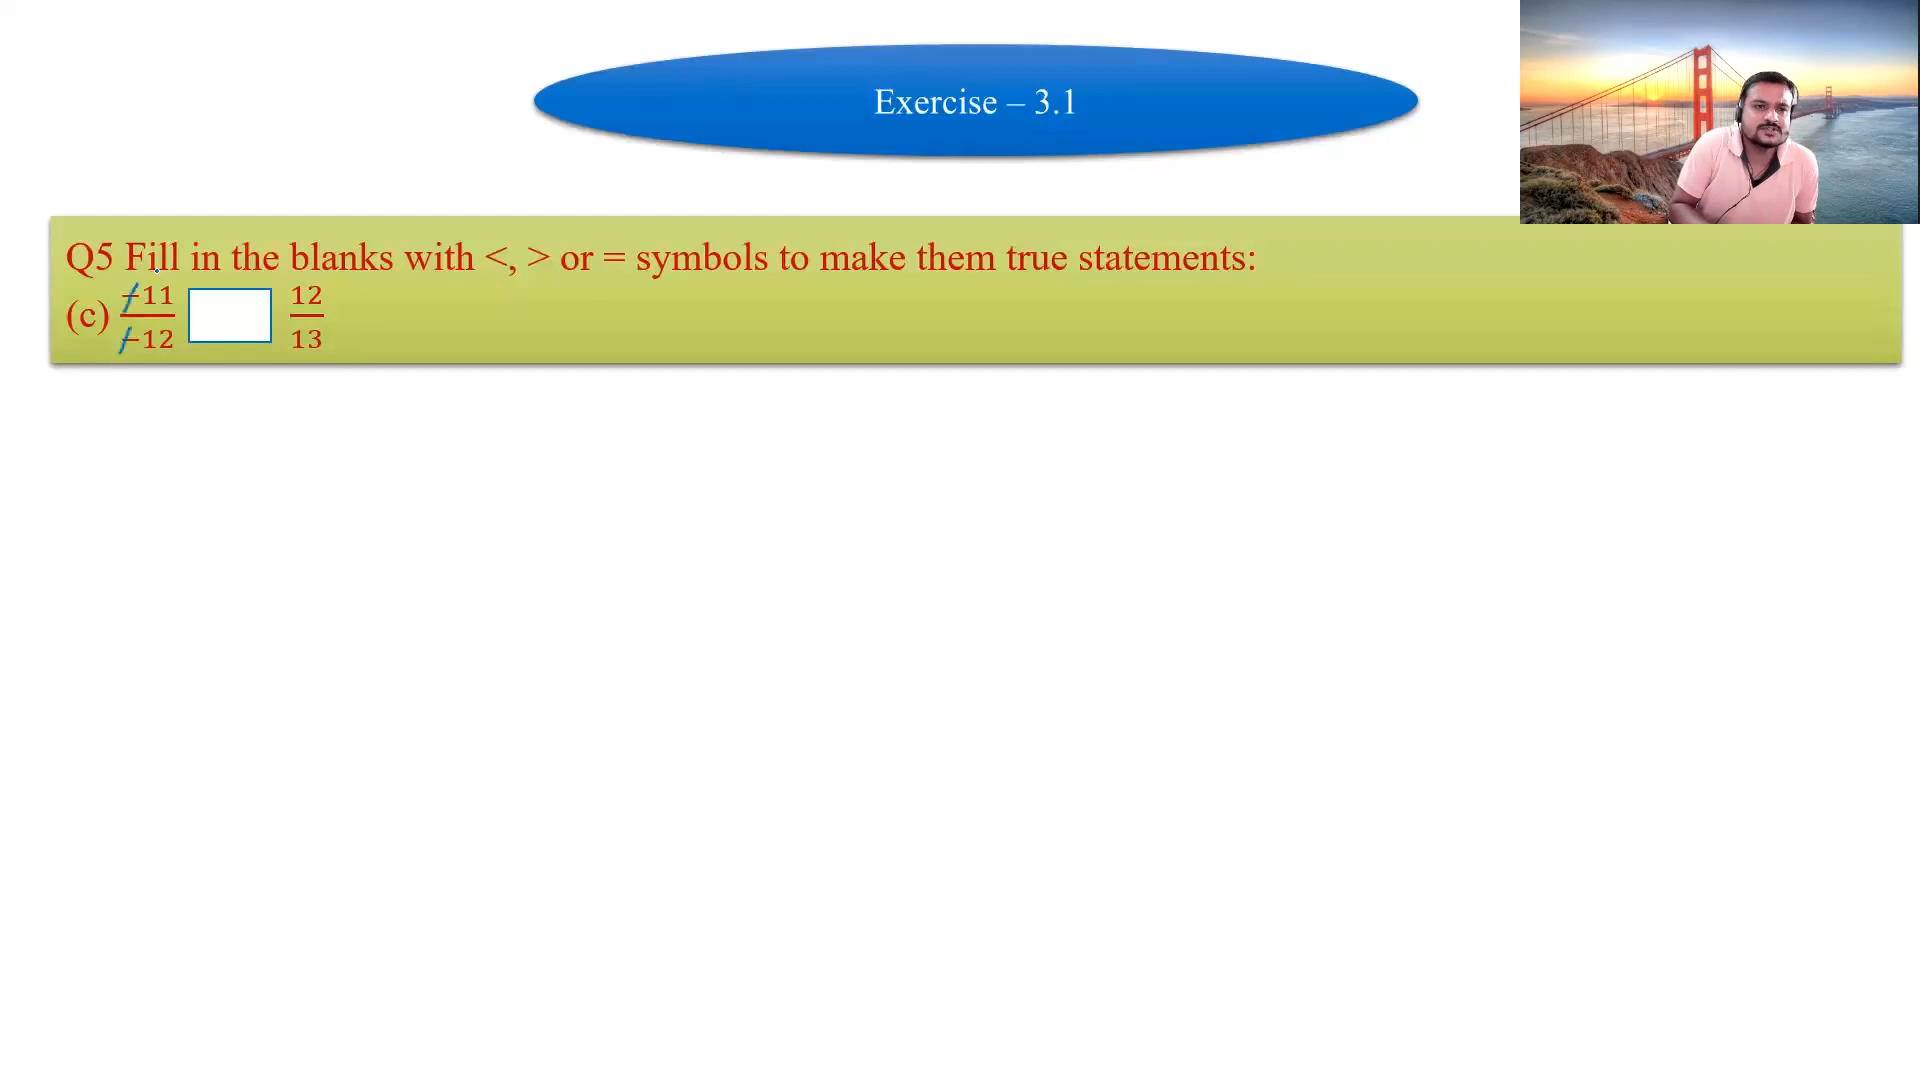 Exercise – 3.1
Q5 Fill in the blanks with <, > or = symbols to make them true statements:
(c) −11/−12 □ 12/13